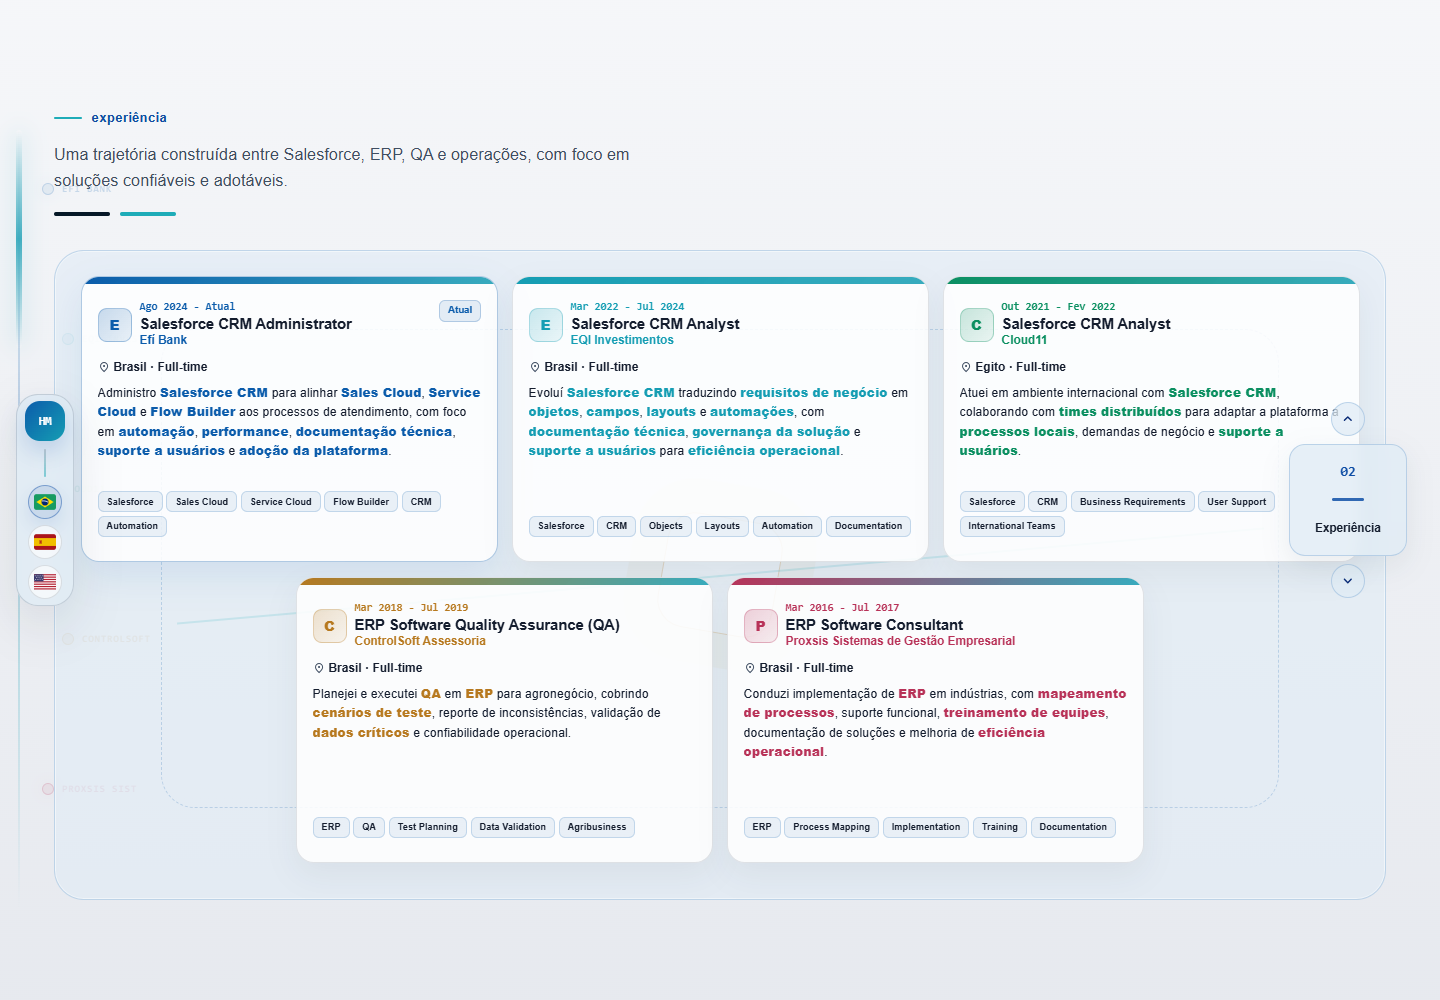 experiência
Uma trajetória construída entre Salesforce, ERP, QA e operações, com foco em
soluções confiáveis e adotáveis.
EFÍ BANK
HM
Ago 2024 - Atual
Atual
E
Salesforce CRM Administrator
Efí Bank
Brasil · Full-time
Administro Salesforce CRM para alinhar Sales Cloud, Service
Cloud e Flow Builder aos processos de atendimento, com foco
em automação, performance, documentação técnica,
suporte a usuários e adoção da plataforma.
Salesforce
Sales Cloud
Service Cloud
Flow Builder
CRM
Automation
Mar 2022 - Jul 2024
E
Salesforce CRM Analyst
EQI Investimentos
Brasil · Full-time
Evoluí Salesforce CRM traduzindo requisitos de negócio em
objetos, campos, layouts e automações, com
documentação técnica, governança da solução e
suporte a usuários para eficiência operacional.
Salesforce
CRM
Objects
Layouts
Automation
Documentation
Out 2021 - Fev 2022
C
Salesforce CRM Analyst
Cloud11
Egito · Full-time
Atuei em ambiente internacional com Salesforce CRM,
colaborando com times distribuídos para adaptar a plataforma a
processos locais, demandas de negócio e suporte a
usuários.
Salesforce
CRM
Business Requirements
User Support
International Teams
02
Experiência
CONTROLSOFT
Mar 2018 - Jul 2019
C
ERP Software Quality Assurance (QA)
ControlSoft Assessoria
Brasil · Full-time
Planejei e executei QA em ERP para agronegócio, cobrindo
cenários de teste, reporte de inconsistências, validação de
dados críticos e confiabilidade operacional.
ERP
QA
Test Planning
Data Validation
Agribusiness
Mar 2016 - Jul 2017
P
ERP Software Consultant
Proxsis Sistemas de Gestão Empresarial
Brasil · Full-time
Conduzi implementação de ERP em indústrias, com mapeamento
de processos, suporte funcional, treinamento de equipes,
documentação de soluções e melhoria de eficiência
operacional.
ERP
Process Mapping
Implementation
Training
Documentation
PROXSIS SIST